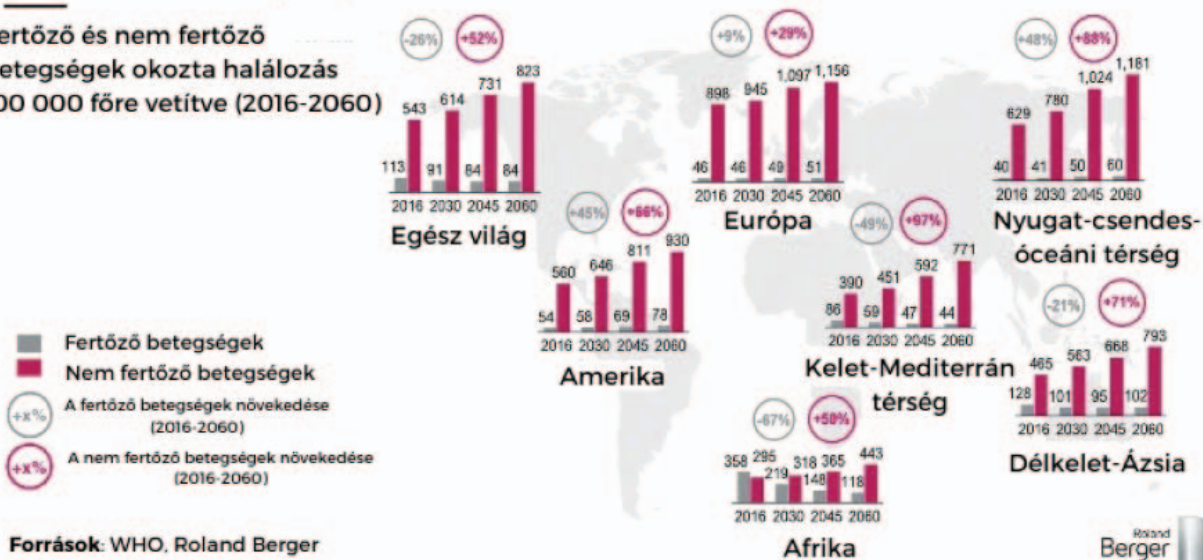 ertőző és nem fertőző
etegségek okozta halálozás
00 000 főre vetítve (2016-2060)
-26% +52%
543 614 731 823
113 91 84 84
2016 2030 2045 2060
Egész világ
+9% +29%
898 945 1,097 1,156
46 46 49 51
2016 2030 2045 2060
Európa
+48% +88%
629 780 1,024 1,181
40 41 50 60
2016 2030 2045 2060
Nyugat-csendes-
óceáni térség
+45% +66%
560 646 811 930
54 58 69 78
2016 2030 2045 2060
Amerika
-49% +97%
390 451 592 771
86 59 47 44
2016 2030 2045 2060
Kelet-Mediterrán
térség
-21% +71%
465 563 668 793
128 101 95 102
2016 2030 2045 2060
Délkelet-Ázsia
-67% +50%
358 295 219 318 148 365 118 443
2016 2030 2045 2060
Afrika
Fertőző betegségek
Nem fertőző betegségek
+x% A fertőző betegségek növekedése
(2016-2060)
+x% A nem fertőző betegségek növekedése
(2016-2060)
Források: WHO, Roland Berger
Roland
Berger